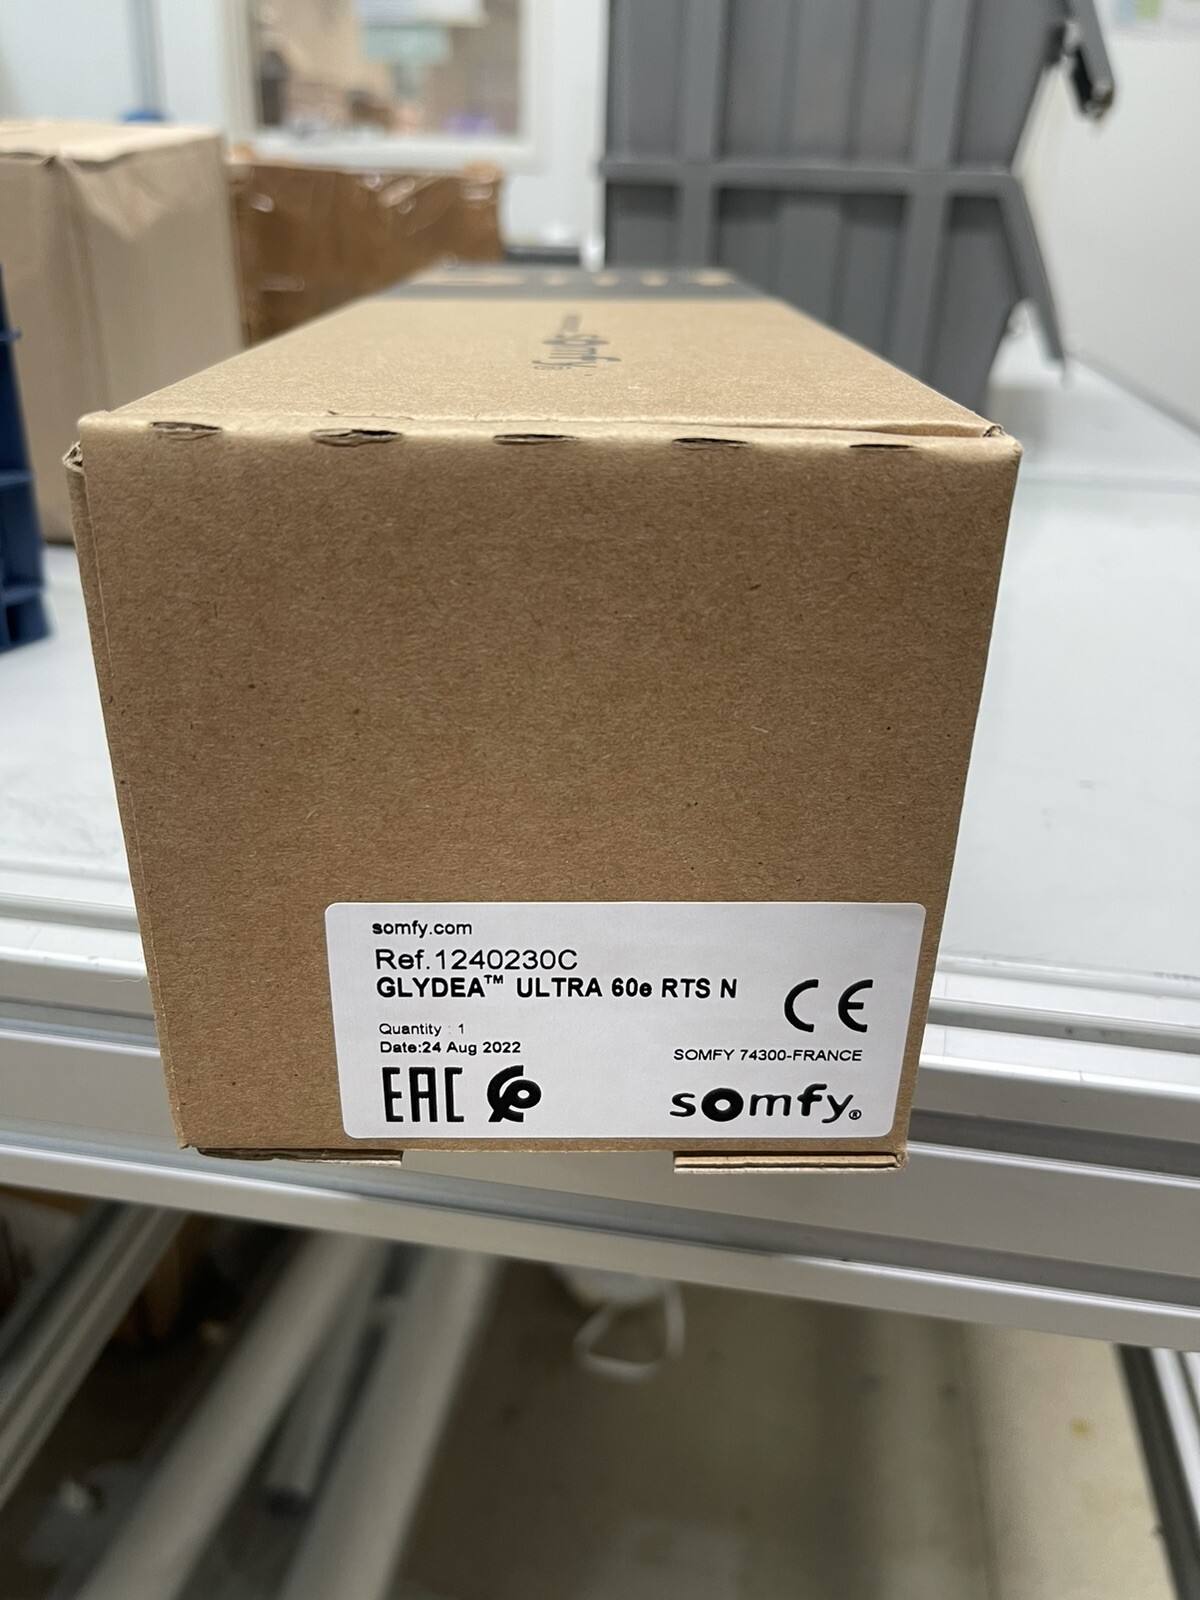 somfy®
somfy.com
Ref.1240230C
GLYDEA™ ULTRA 60e RTS N
CE
Quantity : 1
Date:24 Aug 2022
SOMFY 74300-FRANCE
EAC
somfy®